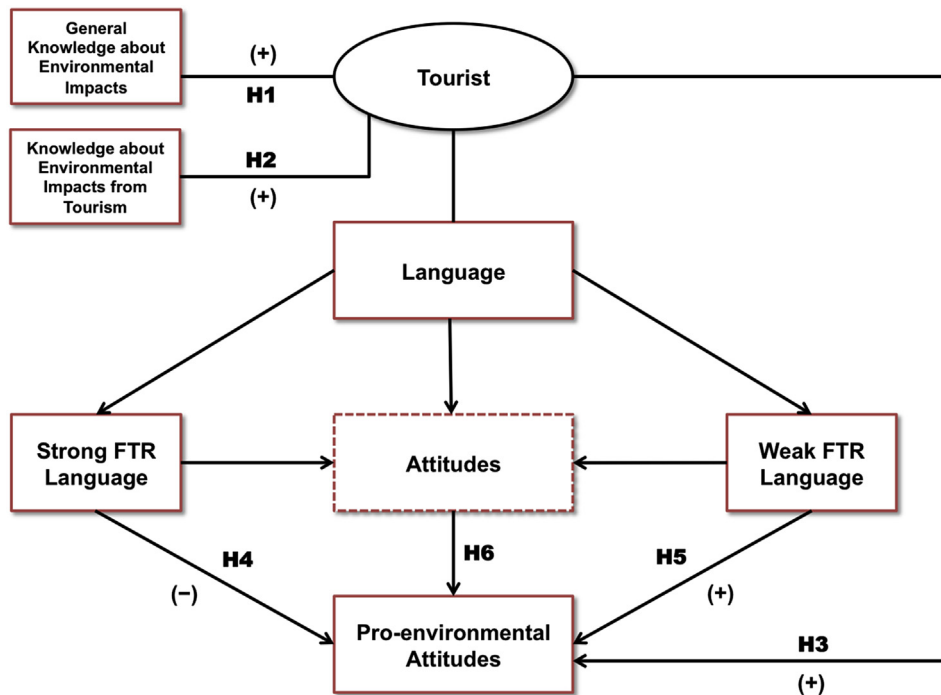 General
Knowledge about
Environmental
Impacts
(+)
H1
Tourist
Knowledge about
Environmental
Impacts from
Tourism
H2
(+)
Language
Strong FTR
Language
Attitudes
Weak FTR
Language
H4
(−)
H6
H5
(+)
Pro-environmental
Attitudes
H3
(+)